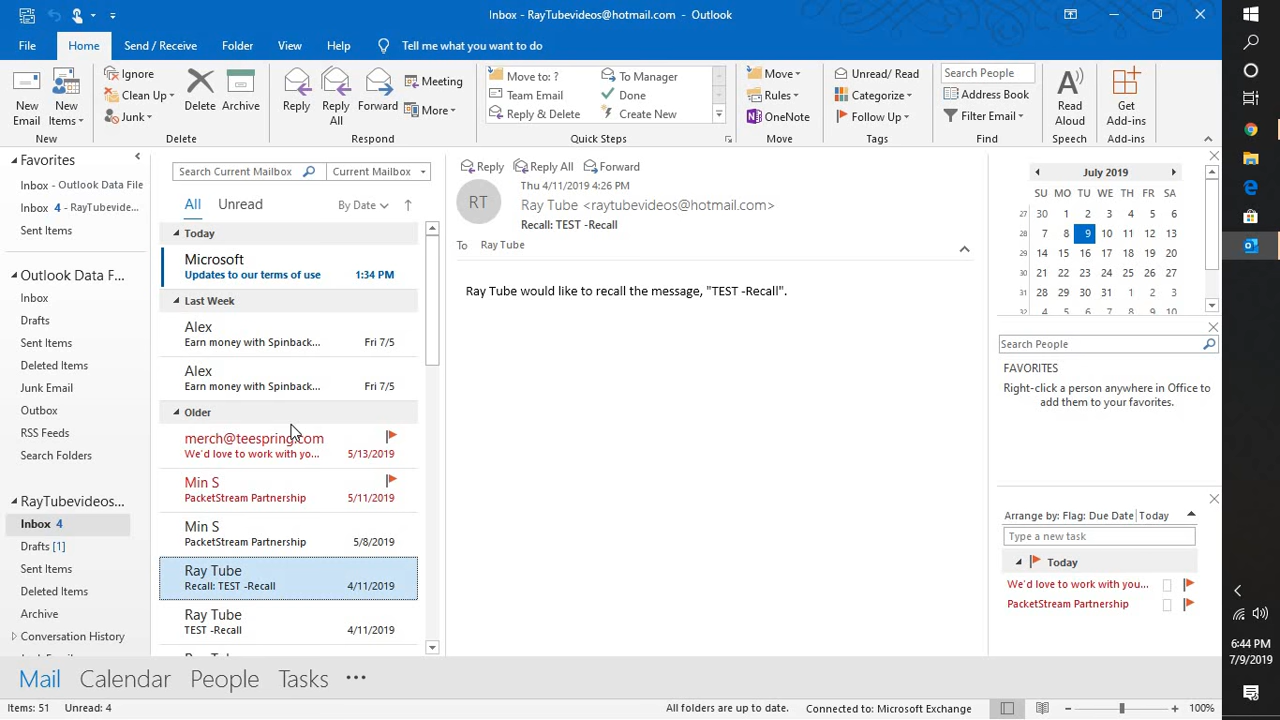 Inbox - RayTubevideos@hotmail.com - Outlook
File Home Send / Receive Folder View Help Tell me what you want to do
New Email
New Items
New
Ignore
Clean Up
Junk
Delete
Archive
Delete
Reply
Reply All
Forward
Meeting
More
Respond
Move to: ?
Team Email
Reply & Delete
To Manager
Done
Create New
Quick Steps
Move
Rules
OneNote
Move
Unread/ Read
Categorize
Follow Up
Tags
Search People
Address Book
Filter Email
Find
Read Aloud
Speech
Get Add-ins
Add-ins
Favorites
Inbox - Outlook Data File
Inbox 4 - RayTubevide...
Sent Items
Outlook Data F...
Inbox
Drafts
Sent Items
Deleted Items
Junk Email
Outbox
RSS Feeds
Search Folders
RayTubevideos...
Inbox 4
Drafts [1]
Sent Items
Deleted Items
Archive
Conversation History
Search Current Mailbox Current Mailbox
All Unread By Date
Today
Microsoft
Updates to our terms of use 1:34 PM
Last Week
Alex
Earn money with Spinback... Fri 7/5
Alex
Earn money with Spinback... Fri 7/5
Older
merch@teespring.com
We'd love to work with yo... 5/13/2019
Min S
PacketStream Partnership 5/11/2019
Min S
PacketStream Partnership 5/8/2019
Ray Tube
Recall: TEST -Recall 4/11/2019
Ray Tube
TEST -Recall 4/11/2019
Reply Reply All Forward
Thu 4/11/2019 4:26 PM
RT
Ray Tube <raytubevideos@hotmail.com>
Recall: TEST -Recall
To Ray Tube
Ray Tube would like to recall the message, "TEST -Recall".
July 2019
SU MO TU WE TH FR SA
27 30 1 2 3 4 5 6
28 7 8 9 10 11 12 13
29 14 15 16 17 18 19 20
30 21 22 23 24 25 26 27
31 28 29 30 31 1 2 3
32 4 5 6 7 8 9 10
Search People
FAVORITES
Right-click a person anywhere in Office to
add them to your favorites.
Arrange by: Flag: Due Date Today
Type a new task
Today
We'd love to work with you...
PacketStream Partnership
Mail Calendar People Tasks ...
Items: 51 Unread: 4 All folders are up to date. Connected to: Microsoft Exchange 100%
6:44 PM
7/9/2019